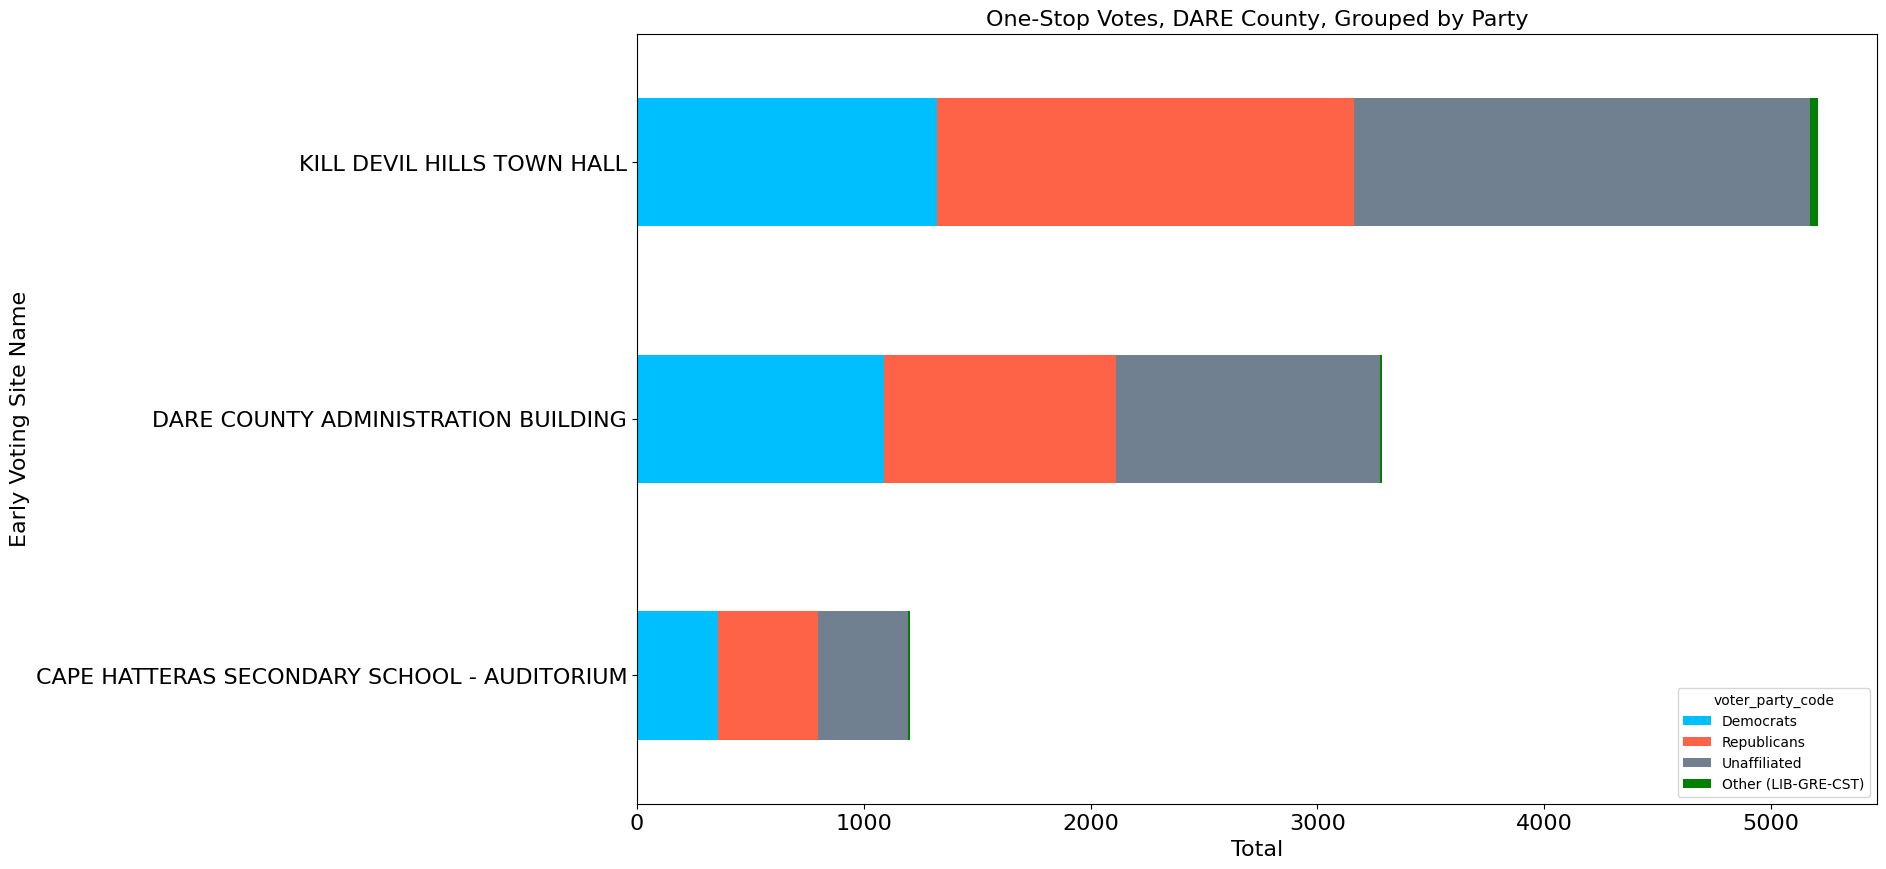 One-Stop Votes, DARE County, Grouped by Party
Early Voting Site Name
KILL DEVIL HILLS TOWN HALL
DARE COUNTY ADMINISTRATION BUILDING
CAPE HATTERAS SECONDARY SCHOOL - AUDITORIUM
voter_party_code
Democrats
Republicans
Unaffiliated
Other (LIB-GRE-CST)
0 1000 2000 3000 4000 5000
Total